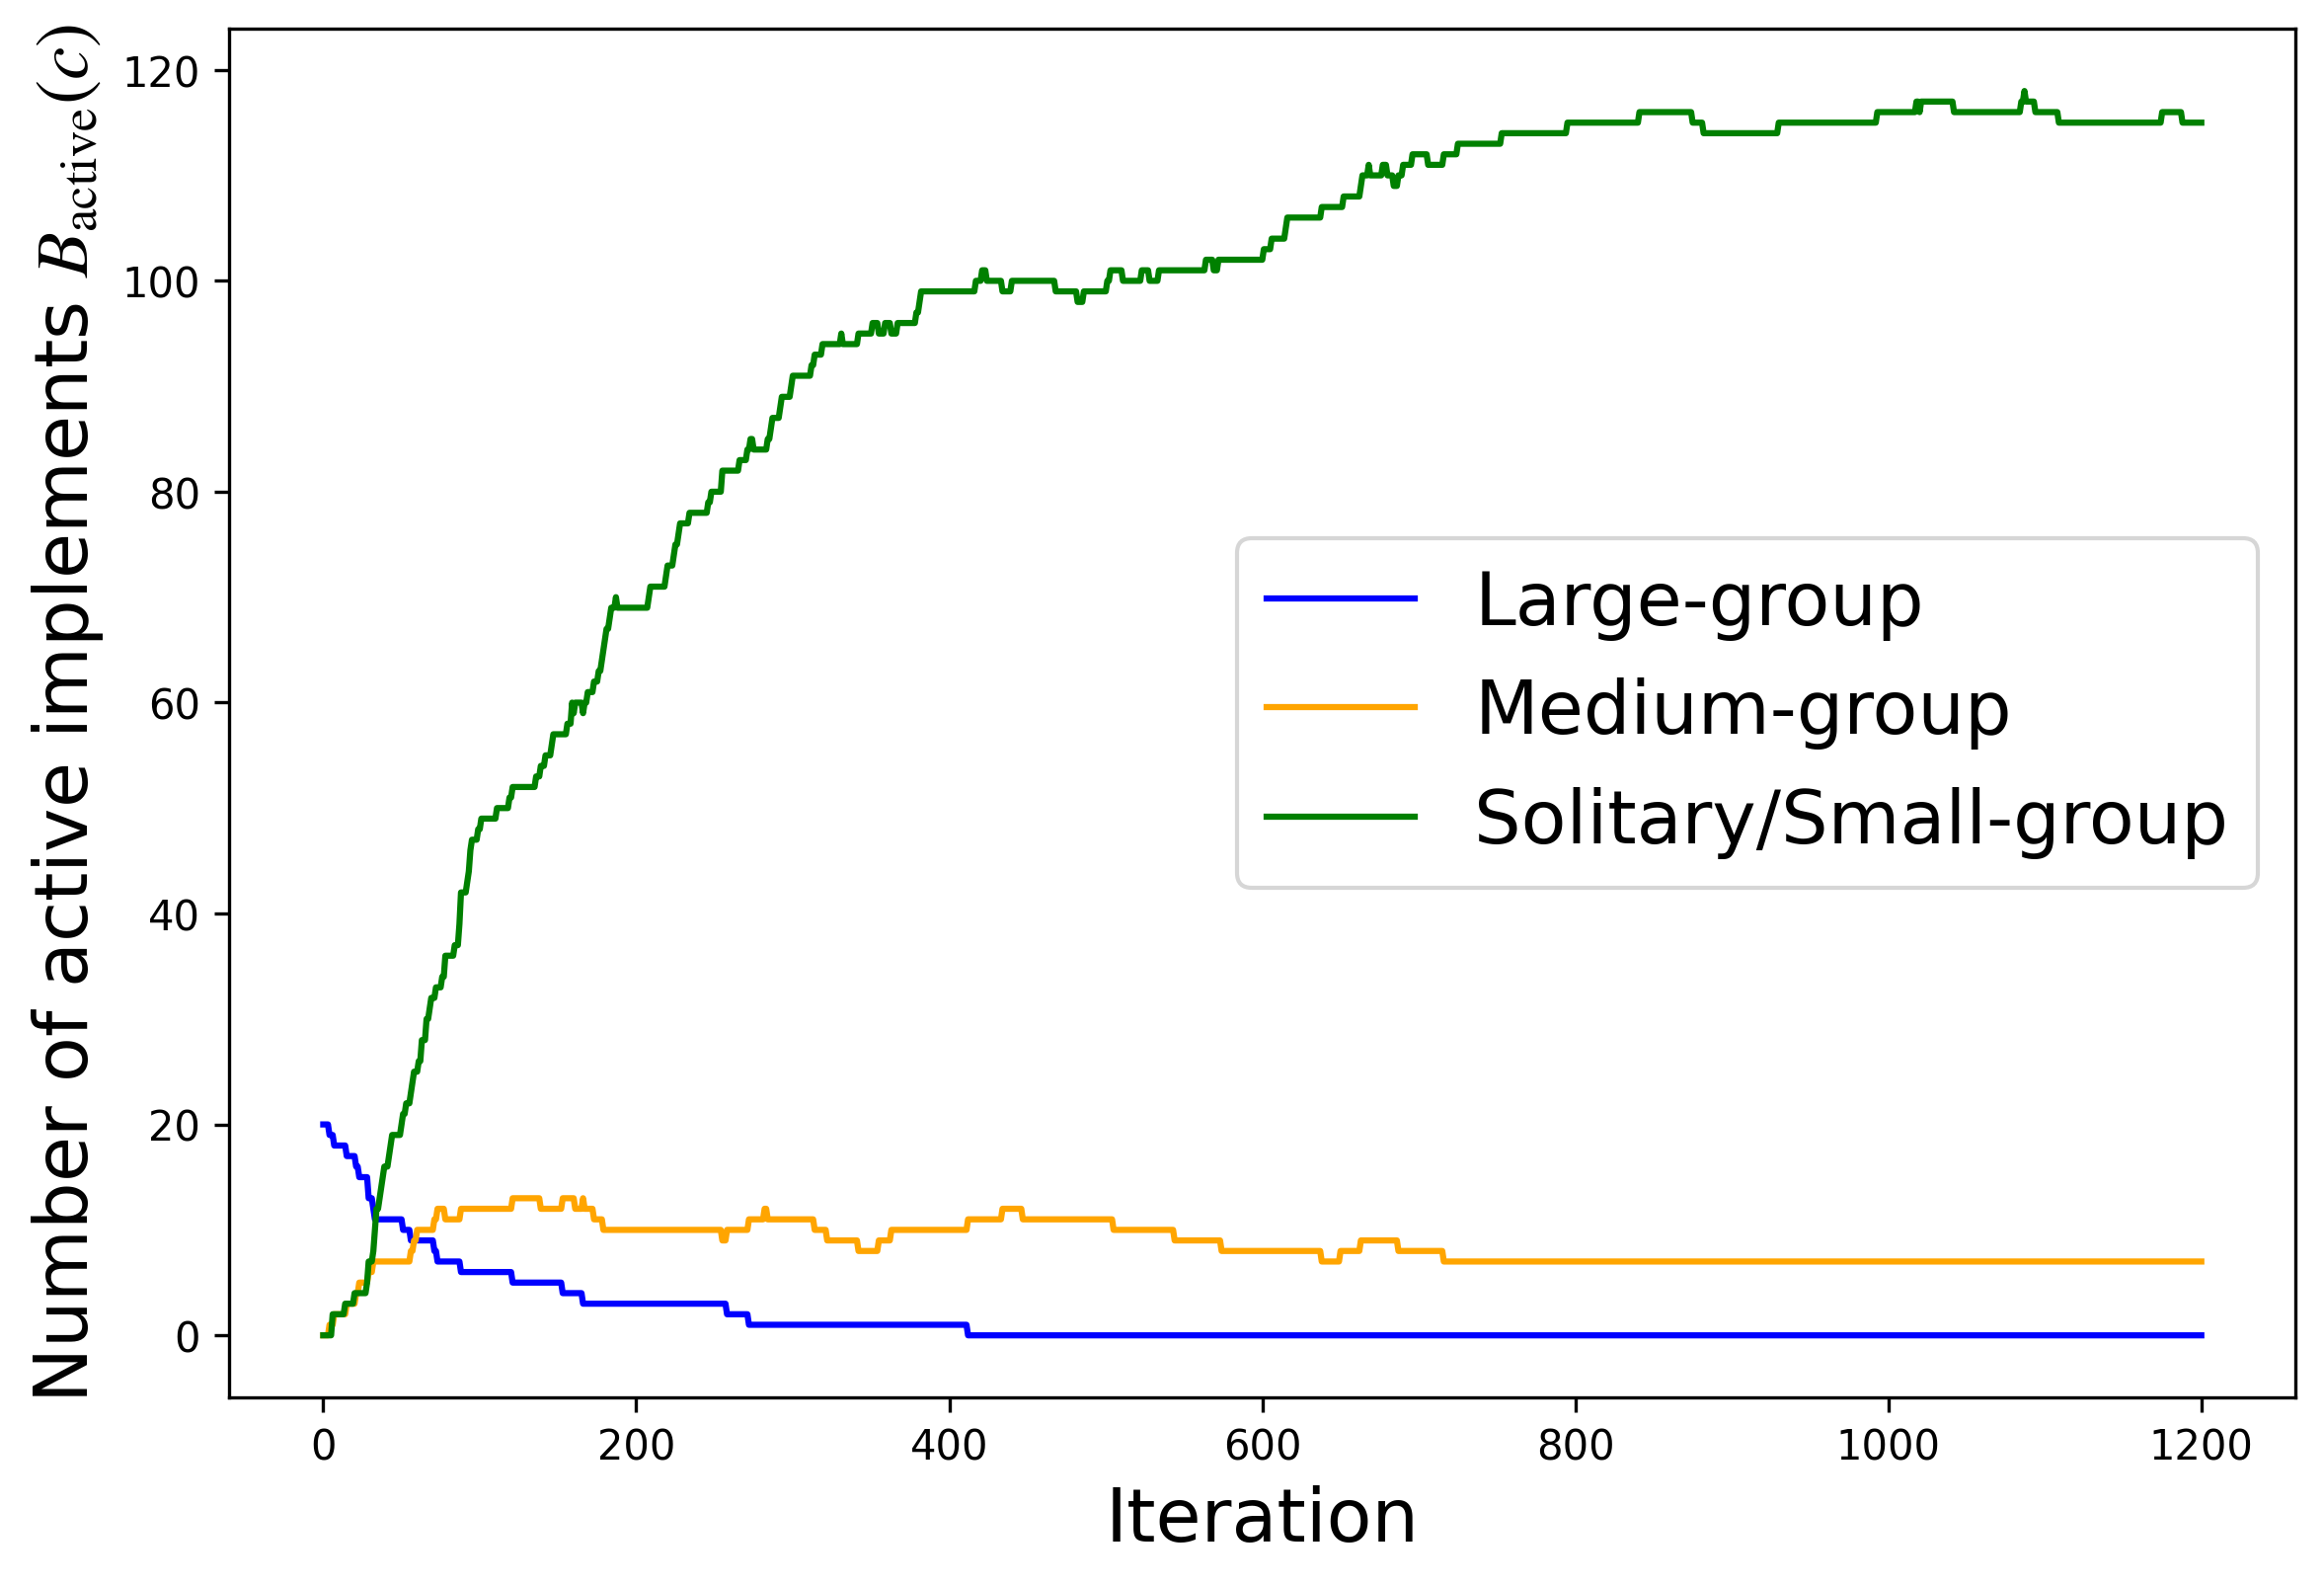 Number of active implements B_active(c)
120
100
80
60
40
20
0
Large-group
Medium-group
Solitary/Small-group
0 200 400 600 800 1000 1200
Iteration